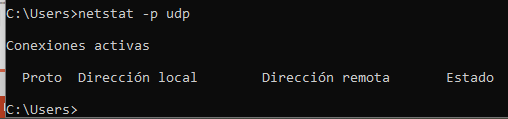 C:\Users>netstat -p udp
Conexiones activas
Proto  Dirección local        Dirección remota       Estado
C:\Users>